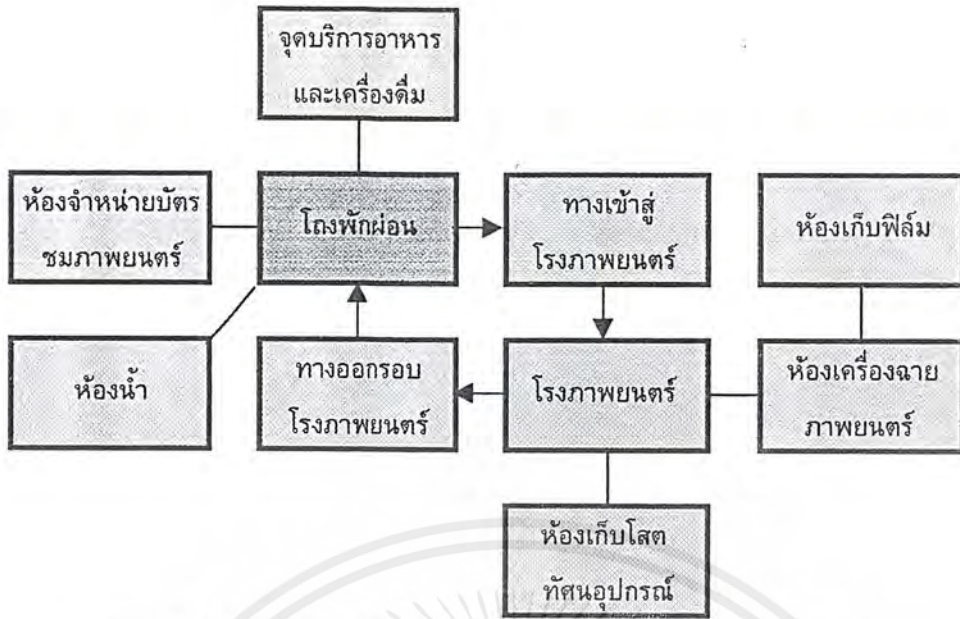 จุดบริการอาหาร
และเครื่องดื่ม
ห้องจำหน่ายบัตร
ชมภาพยนตร์
โถงพักผ่อน
ทางเข้าสู่
โรงภาพยนตร์
ห้องเก็บฟิล์ม
ห้องน้ำ
ทางออกรอบ
โรงภาพยนตร์
โรงภาพยนตร์
ห้องเครื่องฉาย
ภาพยนตร์
ห้องเก็บโสต
ทัศนอุปกรณ์